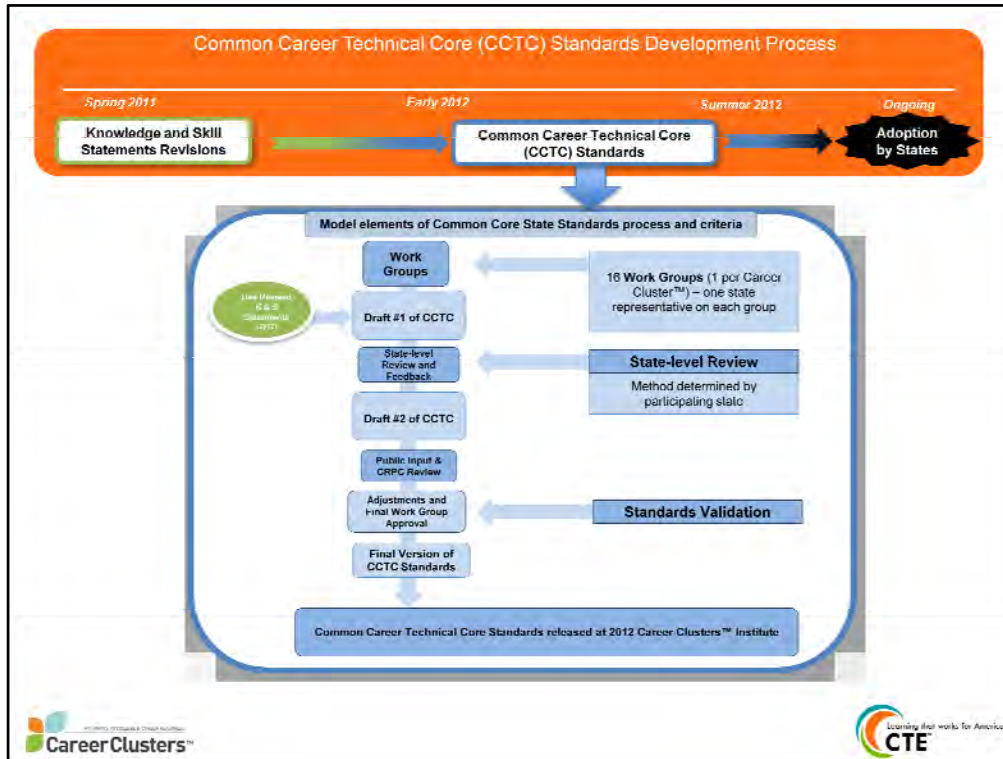 Common Career Technical Core (CCTC) Standards Development Process
Spring 2011
Early 2012
Summer 2012
Ongoing
Knowledge and Skill
Statements Revisions
Common Career Technical Core
(CCTC) Standards
Adoption
by States
Model elements of Common Core State Standards process and criteria
Work
Groups
16 Work Groups (1 per Career
Cluster™) – one state
representative on each group
Draft #1 of CCTC
State-level
Review and
Feedback
State-level Review
Method determined by
participating state
Draft #2 of CCTC
Public Input &
CRPC Review
Adjustments and
Final Work Group
Approval
Standards Validation
Final Version of
CCTC Standards
Common Career Technical Core Standards released at 2012 Career Clusters™ Institute
CareerClusters™
Learning that works for America
CTE™